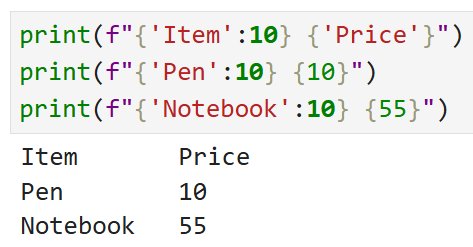 print(f"{'Item':10} {'Price'}")
print(f"{'Pen':10} {10}")
print(f"{'Notebook':10} {55}")
Item       Price
Pen        10
Notebook   55